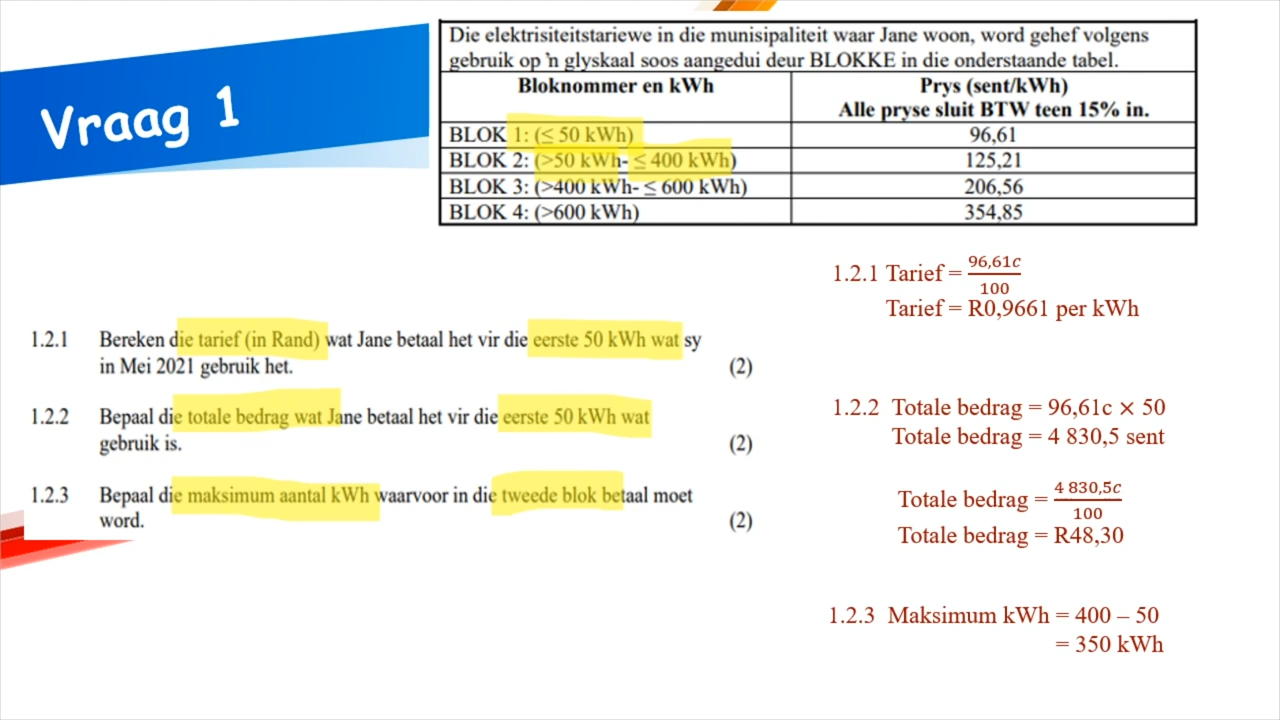 Vraag 1
Die elektrisiteitstariewe in die munisipaliteit waar Jane woon, word gehef volgens
gebruik op 'n glyskaal soos aangedui deur BLOKKE in die onderstaande tabel.
Bloknommer en kWh
Prys (sent/kWh)
Alle pryse sluit BTW teen 15% in.
BLOK 1: (≤ 50 kWh) 96,61
BLOK 2: (>50 kWh- ≤ 400 kWh) 125,21
BLOK 3: (>400 kWh- ≤ 600 kWh) 206,56
BLOK 4: (>600 kWh) 354,85
1.2.1 Bereken die tarief (in Rand) wat Jane betaal het vir die eerste 50 kWh wat sy
in Mei 2021 gebruik het. (2)
1.2.2 Bepaal die totale bedrag wat Jane betaal het vir die eerste 50 kWh wat
gebruik is. (2)
1.2.3 Bepaal die maksimum aantal kWh waarvoor in die tweede blok betaal moet
word. (2)
1.2.1 Tarief = 96,61c/100
Tarief = R0,9661 per kWh
1.2.2 Totale bedrag = 96,61c × 50
Totale bedrag = 4 830,5 sent
Totale bedrag = 4 830,5c/100
Totale bedrag = R48,30
1.2.3 Maksimum kWh = 400 – 50
= 350 kWh